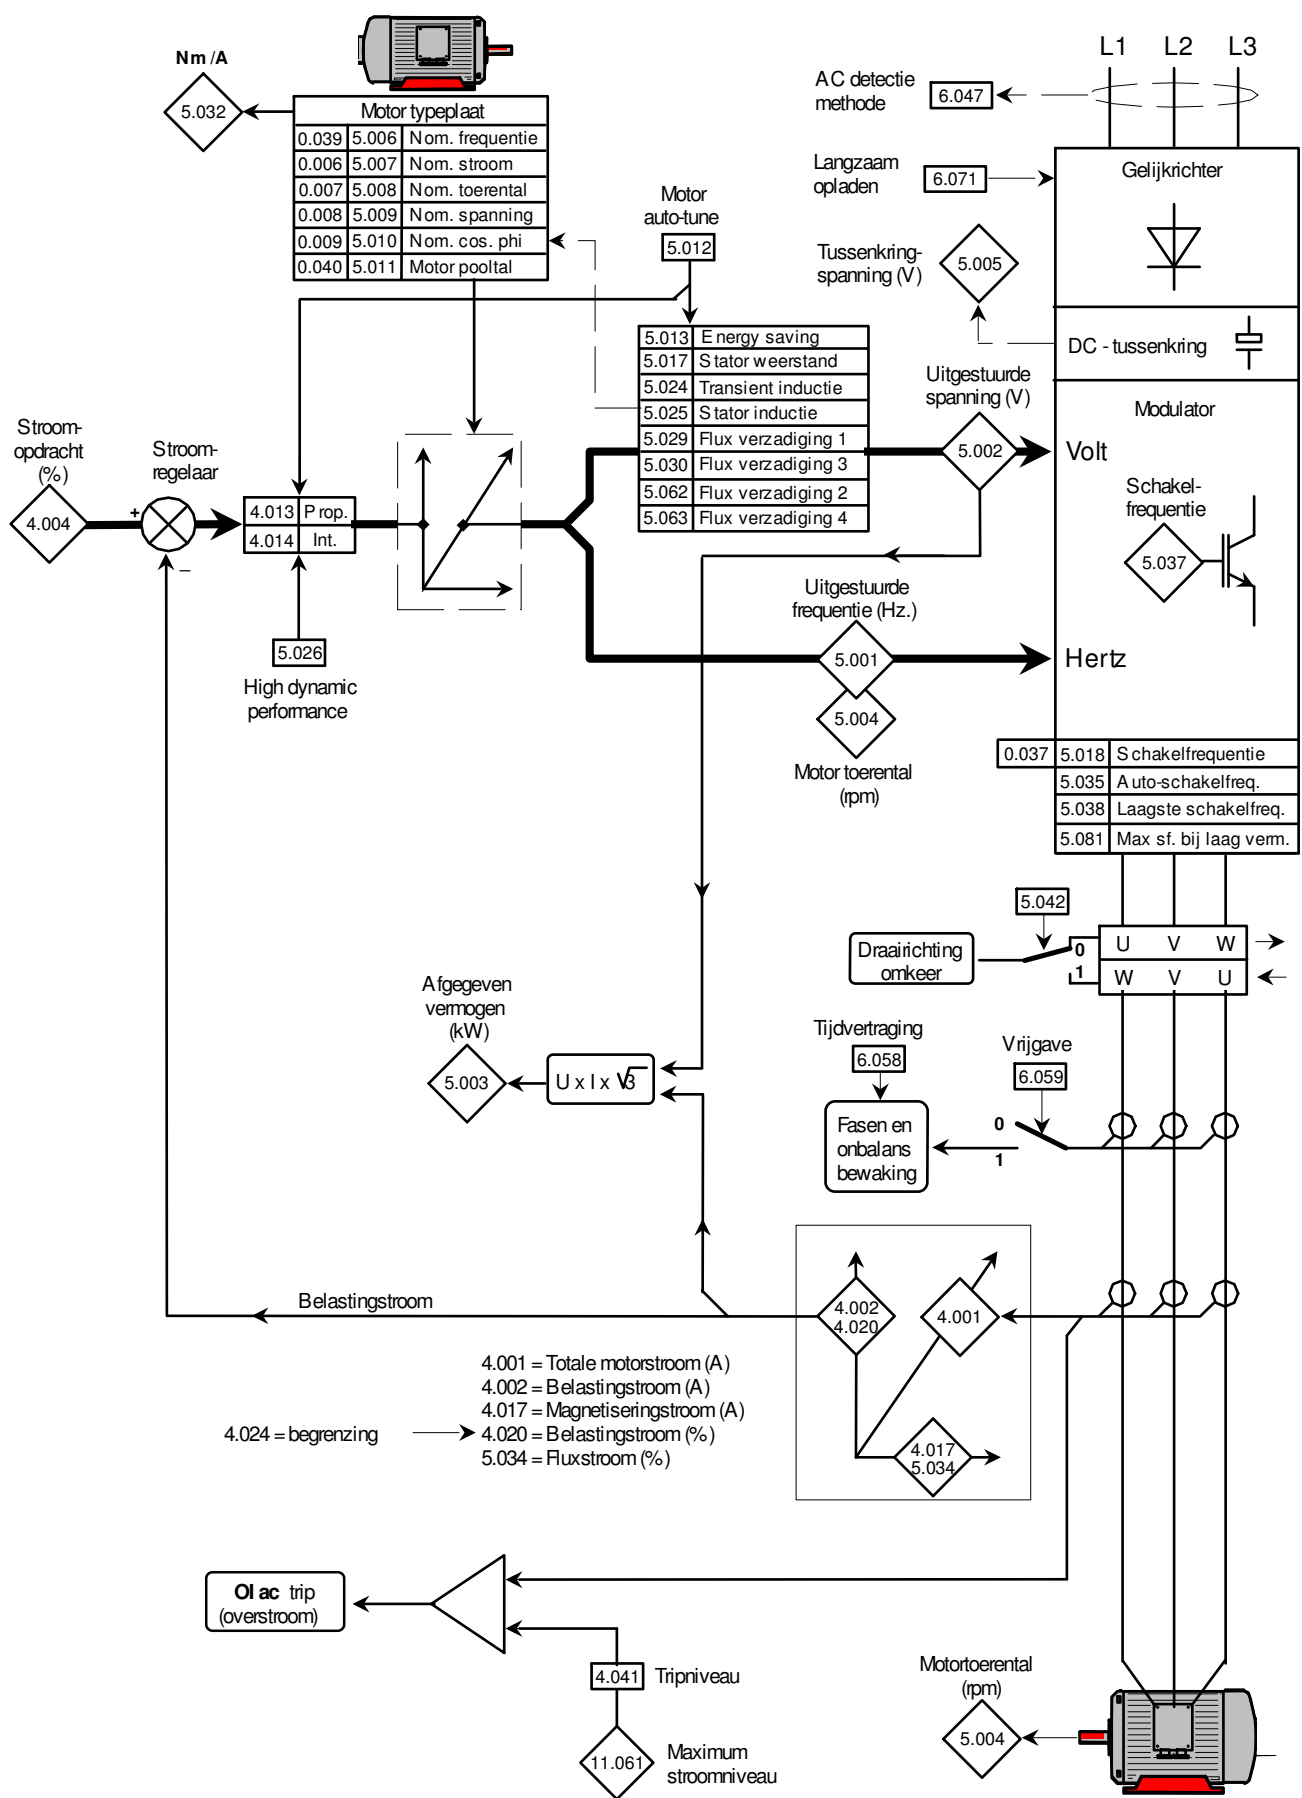 L1 L2 L3
Nm/A
5.032
AC detectie
methode
6.047
Motor typeplaat
0.039 5.006 Nom. frequentie
0.006 5.007 Nom. stroom
0.007 5.008 Nom. toerental
0.008 5.009 Nom. spanning
0.009 5.010 Nom. cos. phi
0.040 5.011 Motor pooltal
Langzaam
opladen
6.071
Gelijkrichter
Motor
auto-tune
5.012
Tussenkring-
spanning (V)
5.005
DC - tussenkring
5.013 Energy saving
5.017 Stator weerstand
5.024 Transient inductie
5.025 Stator inductie
5.029 Flux verzadiging 1
5.030 Flux verzadiging 3
5.062 Flux verzadiging 2
5.063 Flux verzadiging 4
Uitgestuurde
spanning (V)
5.002
Modulator
Volt
Schakel-
frequentie
5.037
Hertz
Stroom-
opdracht
(%)
4.004
Stroom-
regelaar
+
–
4.013 Prop.
4.014 Int.
5.026
High dynamic
performance
Uitgestuurde
frequentie (Hz.)
5.001
5.004
Motor toerental
(rpm)
0.037 5.018 Schakelfrequentie
5.035 Auto-schakelfreq.
5.038 Laagste schakelfreq.
5.081 Max sf. bij laag verm.
5.042
Draairichting
omkeer
0
1
U V W
W V U
Afgegeven
vermogen
(kW)
5.003
U x I x √3
Tijdvertraging
6.058
Vrijgave
6.059
Fasen en
onbalans
bewaking
0
1
Belastingstroom
4.002
4.020
4.001
4.017
5.034
4.001 = Totale motorstroom (A)
4.002 = Belastingstroom (A)
4.017 = Magnetiseringstroom (A)
4.024 = begrenzing
4.020 = Belastingstroom (%)
5.034 = Fluxstroom (%)
OI ac trip
(overstroom)
4.041
Tripniveau
11.061
Maximum
stroomniveau
Motortoerental
(rpm)
5.004